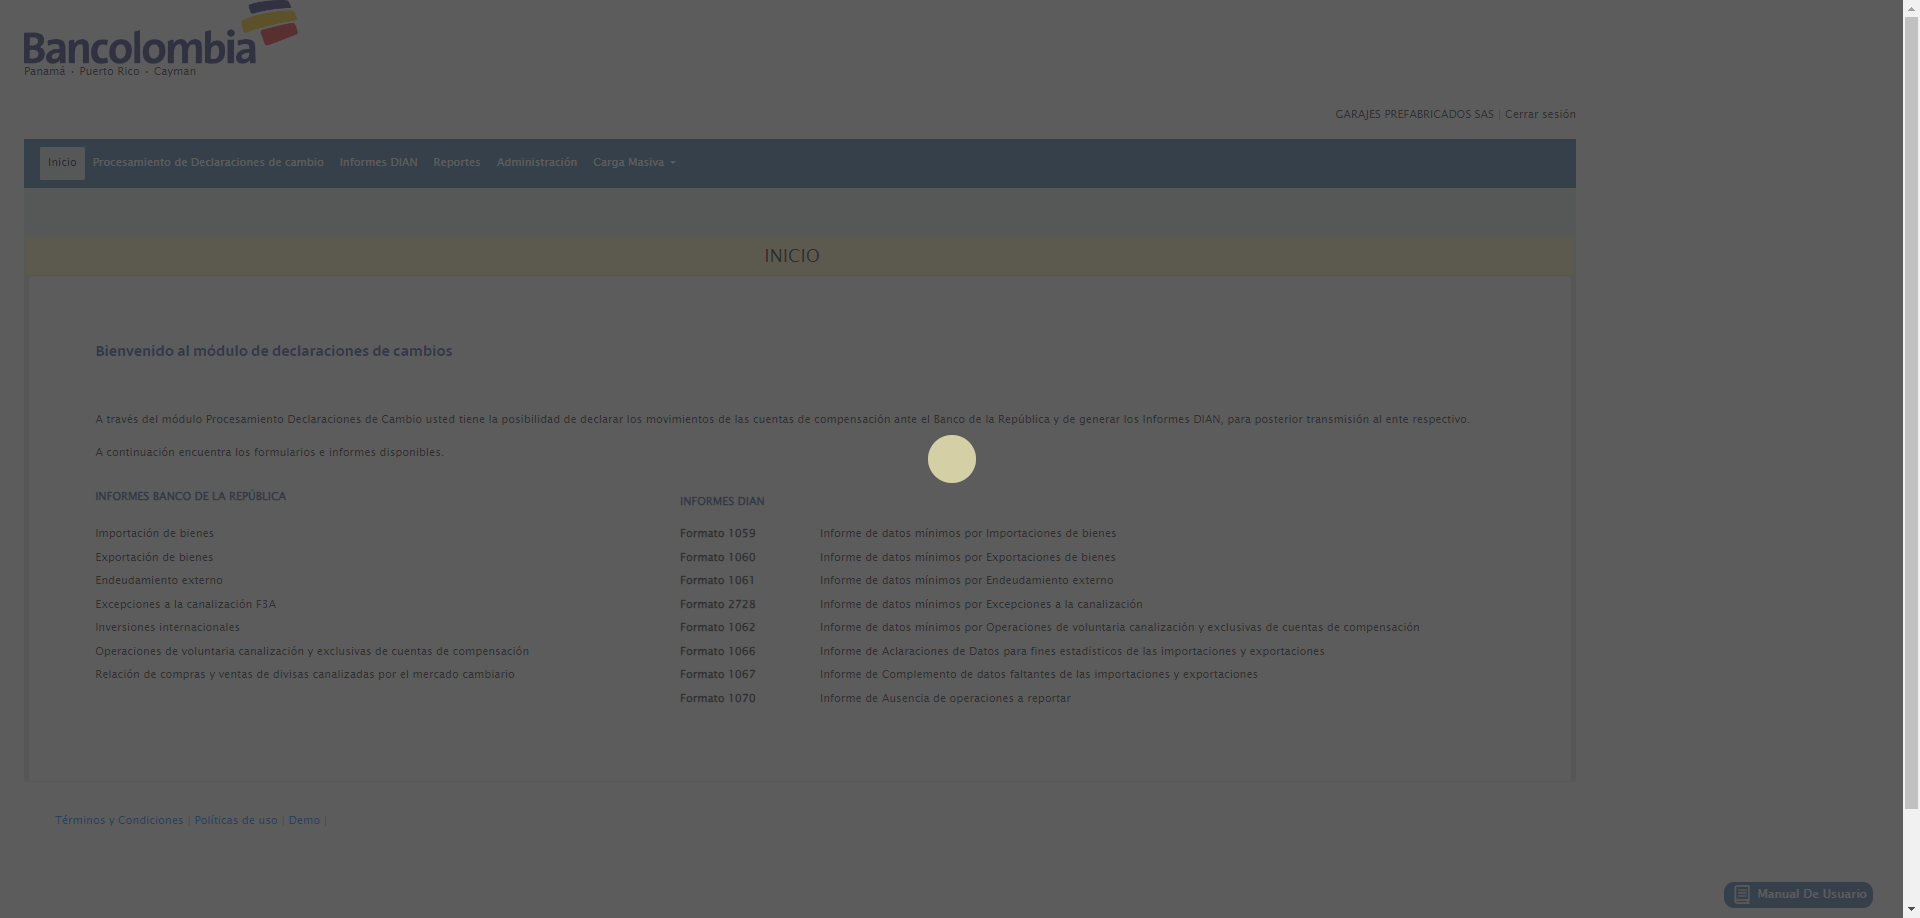 Bancolombia
Panamá • Puerto Rico • Cayman
GARAJES PREFABRICADOS SAS | Cerrar sesión
Inicio Procesamiento de Declaraciones de cambio Informes DIAN Reportes Administración Carga Masiva
INICIO
Bienvenido al módulo de declaraciones de cambios
A través del módulo Procesamiento Declaraciones de Cambio usted tiene la posibilidad de declarar los movimientos de las cuentas de compensación ante el Banco de la República y de generar los Informes DIAN, para posterior transmisión al ente respectivo.
A continuación encuentra los formularios e informes disponibles.
INFORMES BANCO DE LA REPÚBLICA
Importación de bienes
Exportación de bienes
Endeudamiento externo
Excepciones a la canalización F3A
Inversiones internacionales
Operaciones de voluntaria canalización y exclusivas de cuentas de compensación
Relación de compras y ventas de divisas canalizadas por el mercado cambiario
INFORMES DIAN
Formato 1059 Informe de datos mínimos por Importaciones de bienes
Formato 1060 Informe de datos mínimos por Exportaciones de bienes
Formato 1061 Informe de datos mínimos por Endeudamiento externo
Formato 2728 Informe de datos mínimos por Excepciones a la canalización
Formato 1062 Informe de datos mínimos por Operaciones de voluntaria canalización y exclusivas de cuentas de compensación
Formato 1066 Informe de Aclaraciones de Datos para fines estadísticos de las importaciones y exportaciones
Formato 1067 Informe de Complemento de datos faltantes de las importaciones y exportaciones
Formato 1070 Informe de Ausencia de operaciones a reportar
Términos y Condiciones | Políticas de uso | Demo |
Manual De Usuario